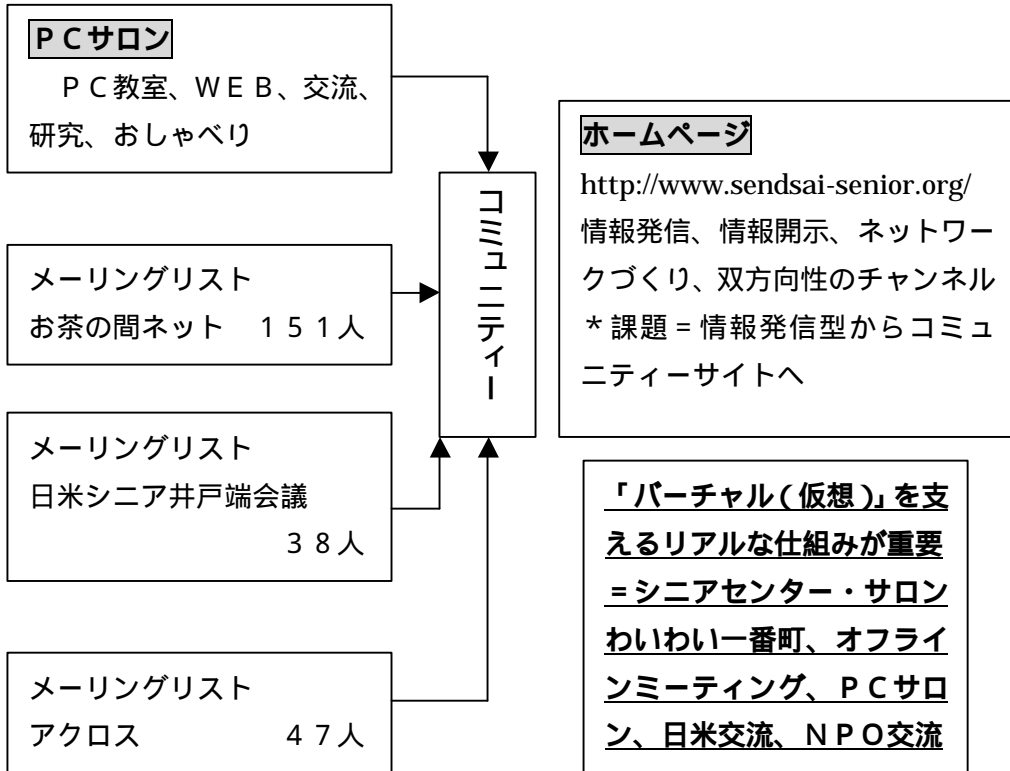 ＰＣサロン
ＰＣ教室、ＷＥＢ、交流、
研究、おしゃべり
メーリングリスト
お茶の間ネット　１５１人
メーリングリスト
日米シニア井戸端会議
３８人
メーリングリスト
アクロス　４７人
コミュニティー
ホームページ
http://www.sendsai-senior.org/
情報発信、情報開示、ネットワー
クづくり、双方向性のチャンネル
＊課題＝情報発信型からコミュ
ニティーサイトへ
「バーチャル（仮想）」を支
えるリアルな仕組みが重要
＝シニアセンター・サロン
わいわい一番町、オフライ
ンミーティング、ＰＣサロ
ン、日米交流、ＮＰＯ交流